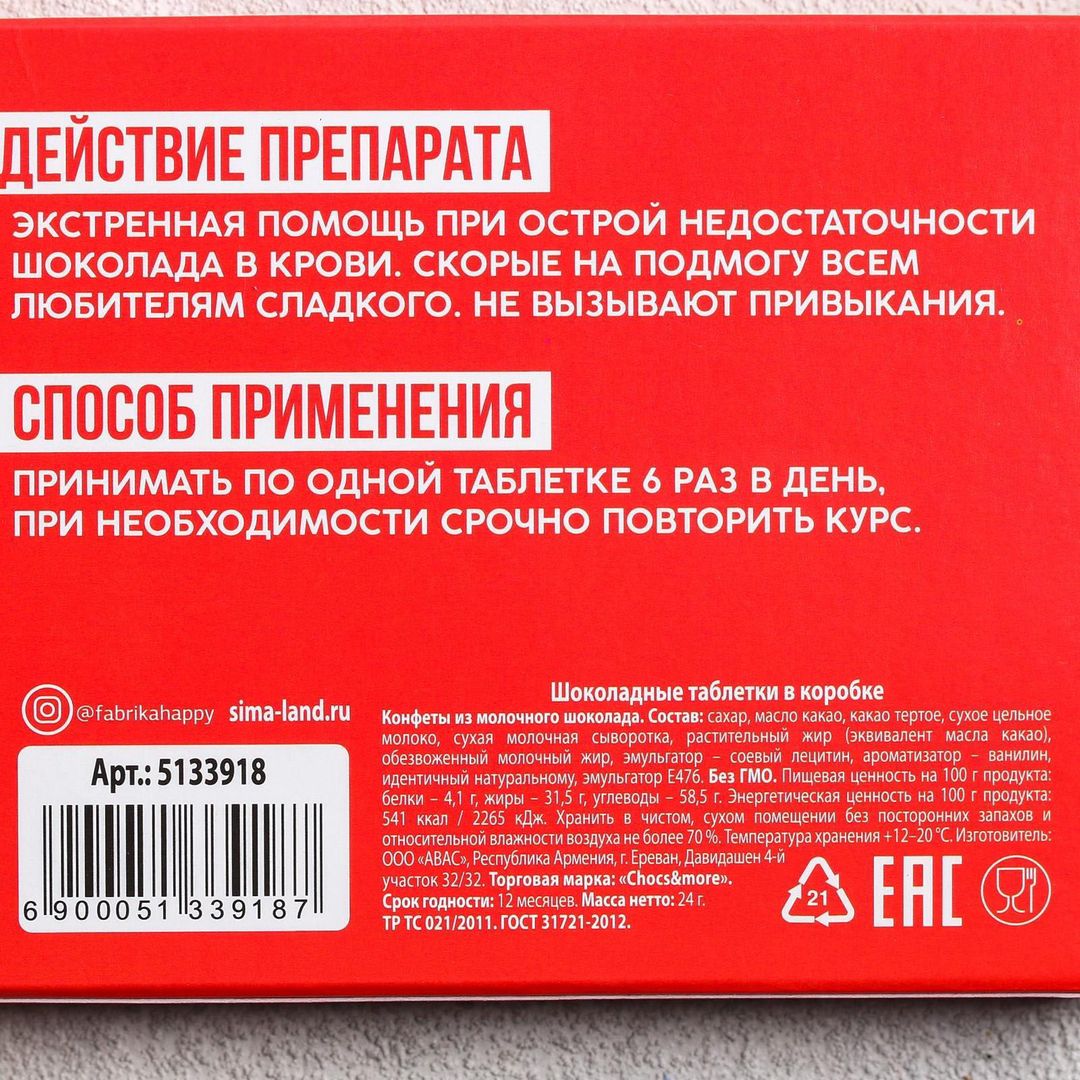 ДЕЙСТВИЕ ПРЕПАРАТА
ЭКСТРЕННАЯ ПОМОЩЬ ПРИ ОСТРОЙ НЕДОСТАТОЧНОСТИ
ШОКОЛАДА В КРОВИ. СКОРЫЕ НА ПОДМОГУ ВСЕМ
ЛЮБИТЕЛЯМ СЛАДКОГО. НЕ ВЫЗЫВАЮТ ПРИВЫКАНИЯ.
СПОСОБ ПРИМЕНЕНИЯ
ПРИНИМАТЬ ПО ОДНОЙ ТАБЛЕТКЕ 6 РАЗ В ДЕНЬ,
ПРИ НЕОБХОДИМОСТИ СРОЧНО ПОВТОРИТЬ КУРС.
@fabrikahappy sima-land.ru
Арт.: 5133918
6 900051 339187
Шоколадные таблетки в коробке
Конфеты из молочного шоколада. Состав: сахар, масло какао, какао тертое, сухое цельное
молоко, сухая молочная сыворотка, растительный жир (эквивалент масла какао),
обезвоженный молочный жир, эмульгатор – соевый лецитин, ароматизатор – ванилин,
идентичный натуральному, эмульгатор Е476. Без ГМО. Пищевая ценность на 100 г продукта:
белки – 4,1 г, жиры – 31,5 г, углеводы – 58,5 г. Энергетическая ценность на 100 г продукта:
541 ккал / 2265 кДж. Хранить в чистом, сухом помещении без посторонних запахов и
относительной влажности воздуха не более 70 %. Температура хранения +12–20 °С. Изготовитель:
ООО «АВАС», Республика Армения, г. Ереван, Давидашен 4-й
участок 32/32. Торговая марка: «Chocs&more».
Срок годности: 12 месяцев. Масса нетто: 24 г.
ТР ТС 021/2011. ГОСТ 31721-2012.
21
EAC